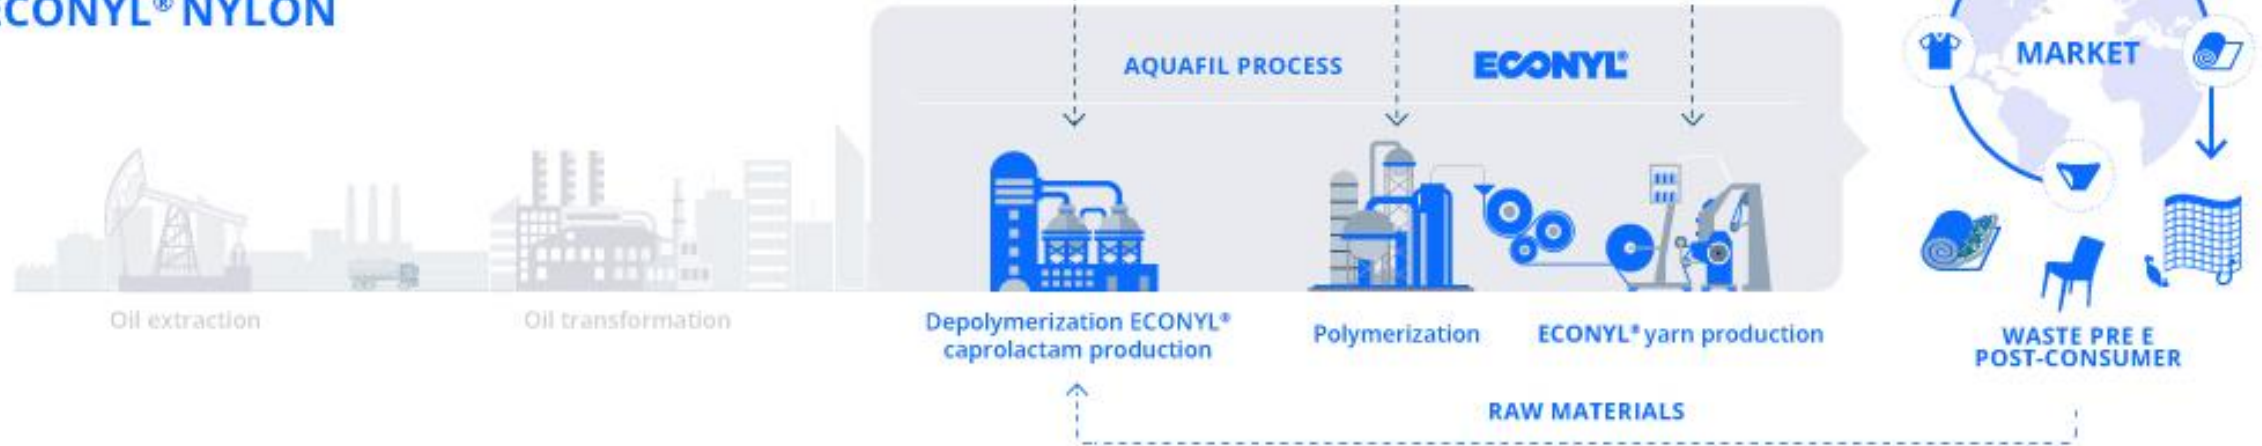 ECONYL® NYLON
AQUAFIL PROCESS
ECONYL®
MARKET
Oil extraction
Oil transformation
Depolymerization ECONYL®
caprolactam production
Polymerization
ECONYL® yarn production
WASTE PRE E
POST-CONSUMER
RAW MATERIALS